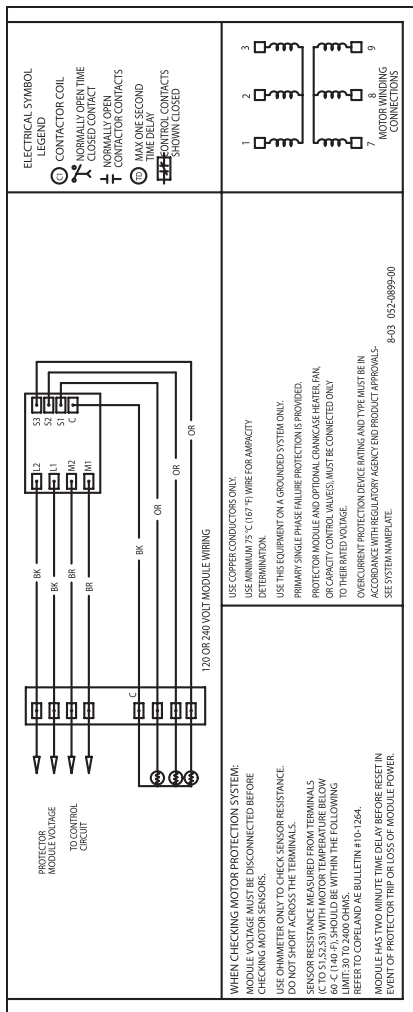 PROTECTOR
MODULE VOLTAGE
TO CONTROL
CIRCUIT
BK
BK
BR
BR
L2
L1
M2
M1
S3
S2
S1
C
C
BK
OR
OR
OR
120 OR 240 VOLT MODULE WIRING
ELECTRICAL SYMBOL
LEGEND
C1 CONTACTOR COIL
NORMALLY OPEN TIME
CLOSED CONTACT
NORMALLY OPEN
CONTACTOR CONTACTS
TD MAX ONE SECOND
TIME DELAY
CONTROL CONTACTS
SHOWN CLOSED
WHEN CHECKING MOTOR PROTECTION SYSTEM:
MODULE VOLTAGE MUST BE DISCONNECTED BEFORE
CHECKING MOTOR SENSORS.
USE OHMMETER ONLY TO CHECK SENSOR RESISTANCE.
DO NOT SHORT ACROSS THE TERMINALS.
SENSOR RESISTANCE MEASURED FROM TERMINALS
(C TO S1,S2,S3) WITH MOTOR TEMPERATURE BELOW
60 -C (140 -F), SHOULD BE WITHIN THE FOLLOWING
LIMIT: 30 TO 2400 OHMS.
REFER TO COPELAND AE BULLETIN #10-1264.
MODULE HAS TWO MINUTE TIME DELAY BEFORE RESET IN
EVENT OF PROTECTOR TRIP OR LOSS OF MODULE POWER.
USE COPPER CONDUCTORS ONLY.
USE MINIMUM 75 °C (167 °F) WIRE FOR AMPACITY
DETERMINATION.
USE THIS EQUIPMENT ON A GROUNDED SYSTEM ONLY.
PRIMARY SINGLE PHASE FAILURE PROTECTION IS PROVIDED.
PROTECTOR MODULE AND OPTIONAL CRANKCASE HEATER, FAN,
OR CAPACITY CONTROL VALVE(S), MUST BE CONNECTED ONLY
TO THEIR RATED VOLTAGE.
OVERCURRENT PROTECTION DEVICE RATING AND TYPE MUST BE IN
ACCORDANCE WITH REGULATORY AGENCY END PRODUCT APPROVALS-
SEE SYSTEM NAMEPLATE.
8-03 052-0899-00
1 2 3
7 8 9
MOTOR WINDING
CONNECTIONS